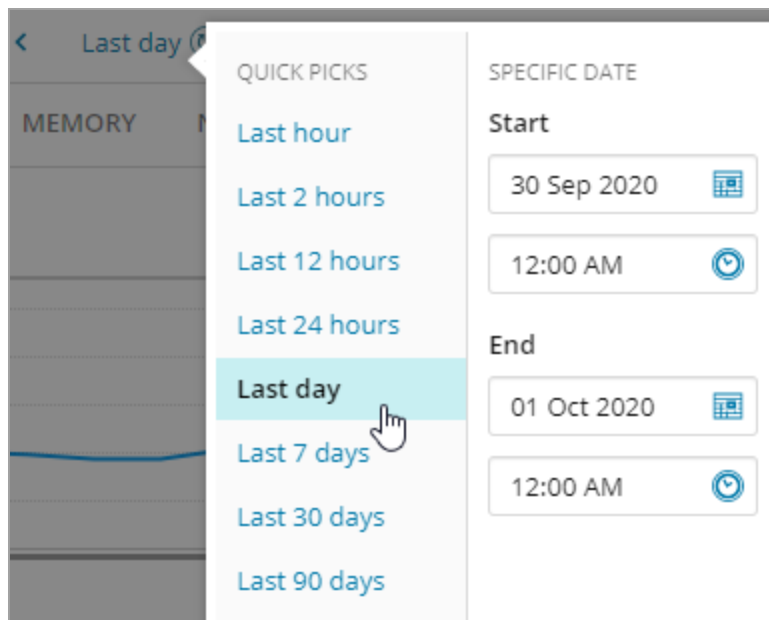 Last day
MEMORY
QUICK PICKS
Last hour
Last 2 hours
Last 12 hours
Last 24 hours
Last day
Last 7 days
Last 30 days
Last 90 days
SPECIFIC DATE
Start
30 Sep 2020
12:00 AM
End
01 Oct 2020
12:00 AM